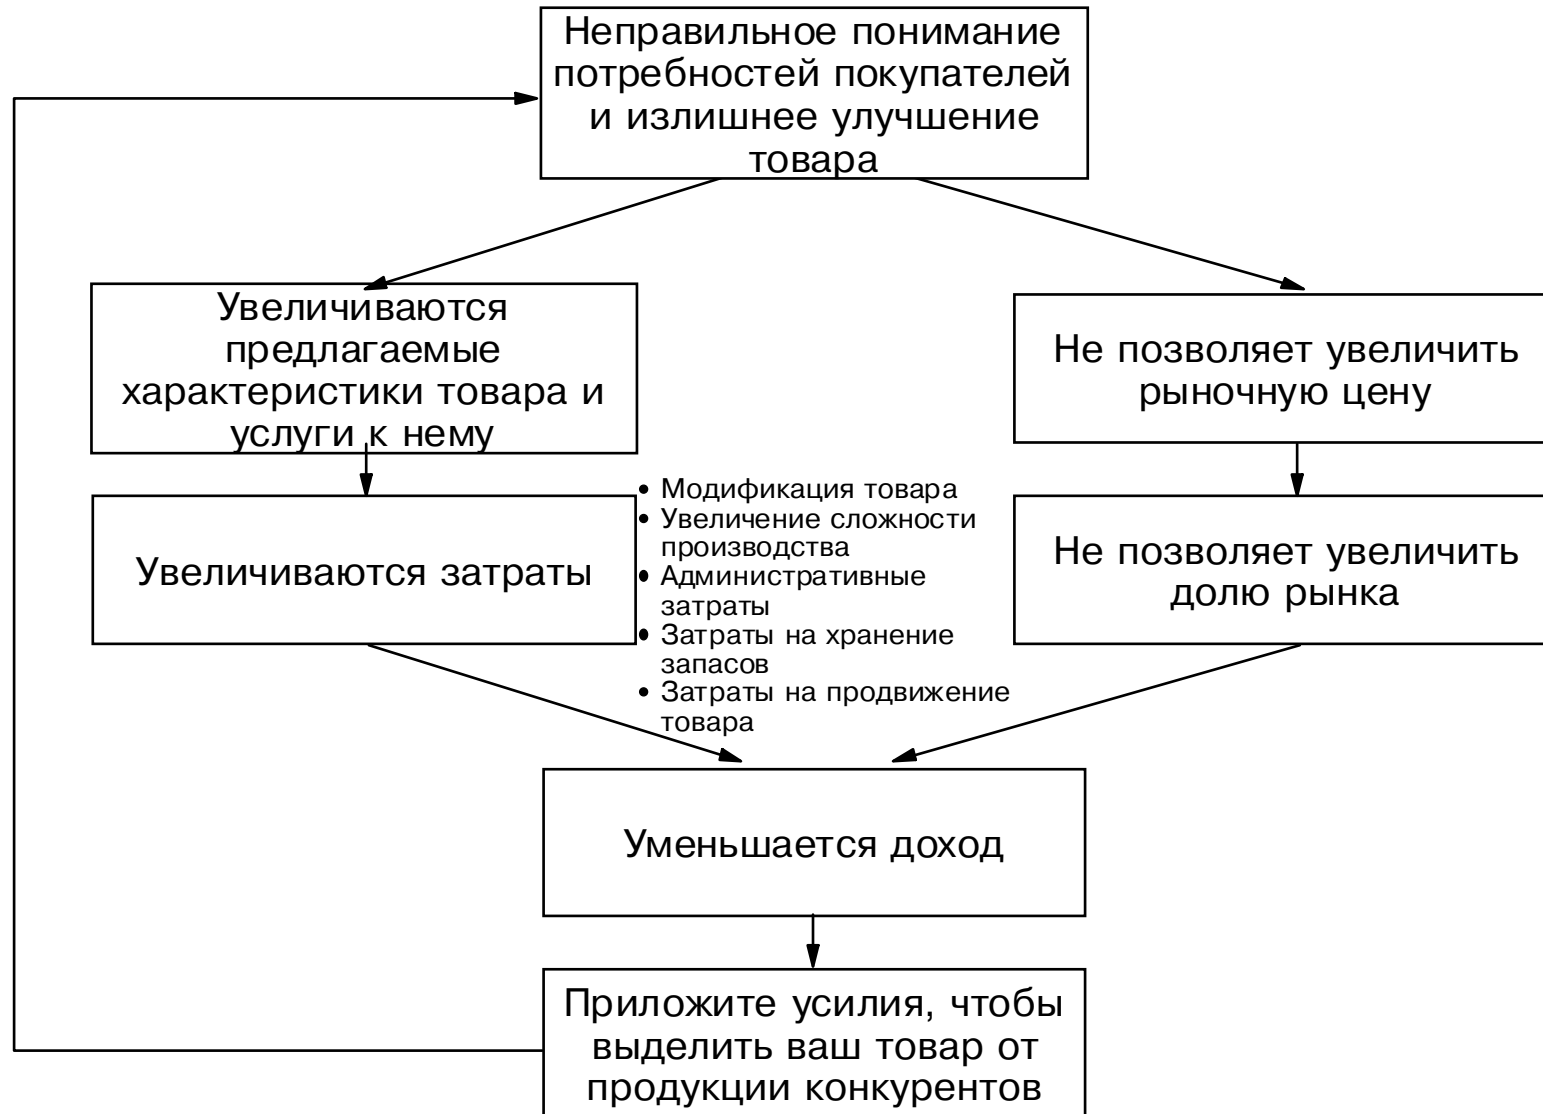 Неправильное понимание
потребностей покупателей
и излишнее улучшение
товара
Увеличиваются
предлагаемые
характеристики товара и
услуги к нему
Не позволяет увеличить
рыночную цену
Увеличиваются затраты
• Модификация товара
• Увеличение сложности
производства
• Административные
затраты
• Затраты на хранение
запасов
• Затраты на продвижение
товара
Не позволяет увеличить
долю рынка
Уменьшается доход
Приложите усилия, чтобы
выделить ваш товар от
продукции конкурентов